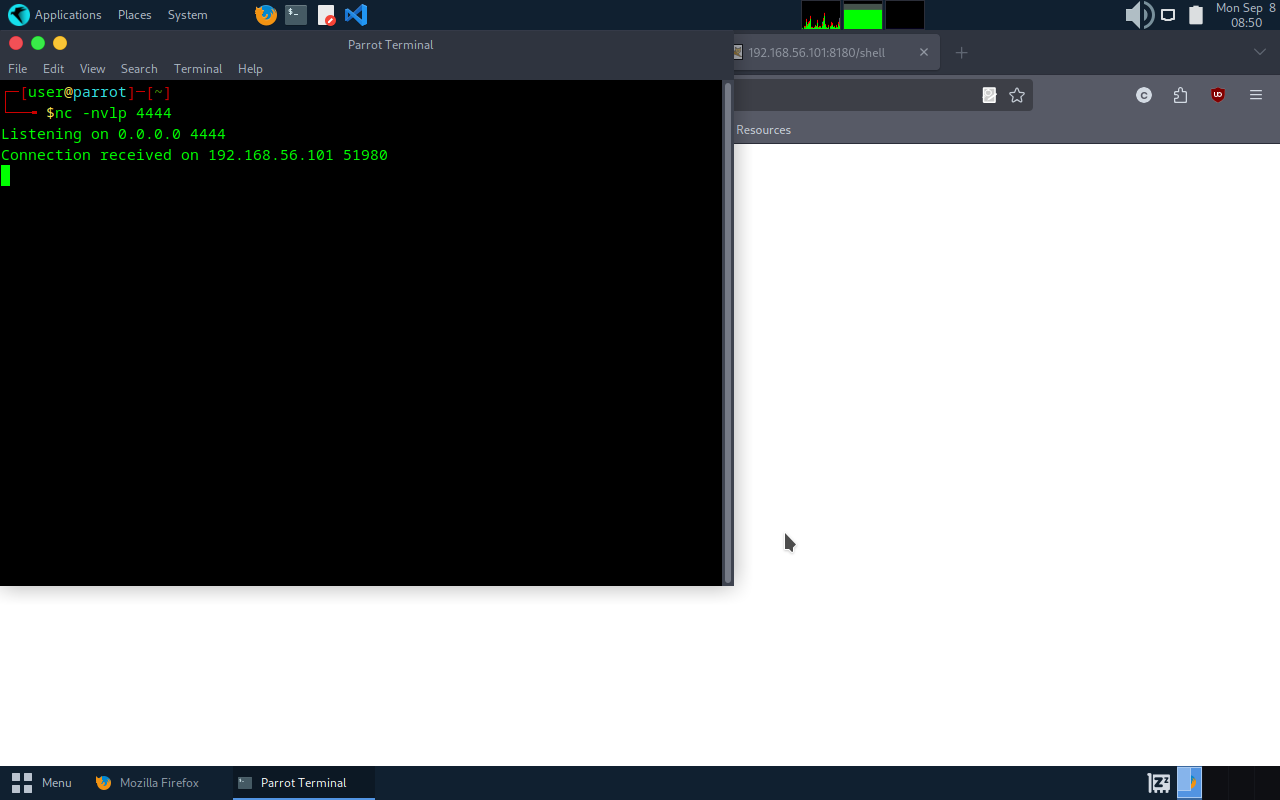 Applications Places System
Mon Sep 8
08:50
Parrot Terminal
192.168.56.101:8180/shell
File Edit View Search Terminal Help
┌─[user@parrot]─[~]
└──╼ $nc -nvlp 4444
Listening on 0.0.0.0 4444
Connection received on 192.168.56.101 51980
Resources
Menu Mozilla Firefox Parrot Terminal